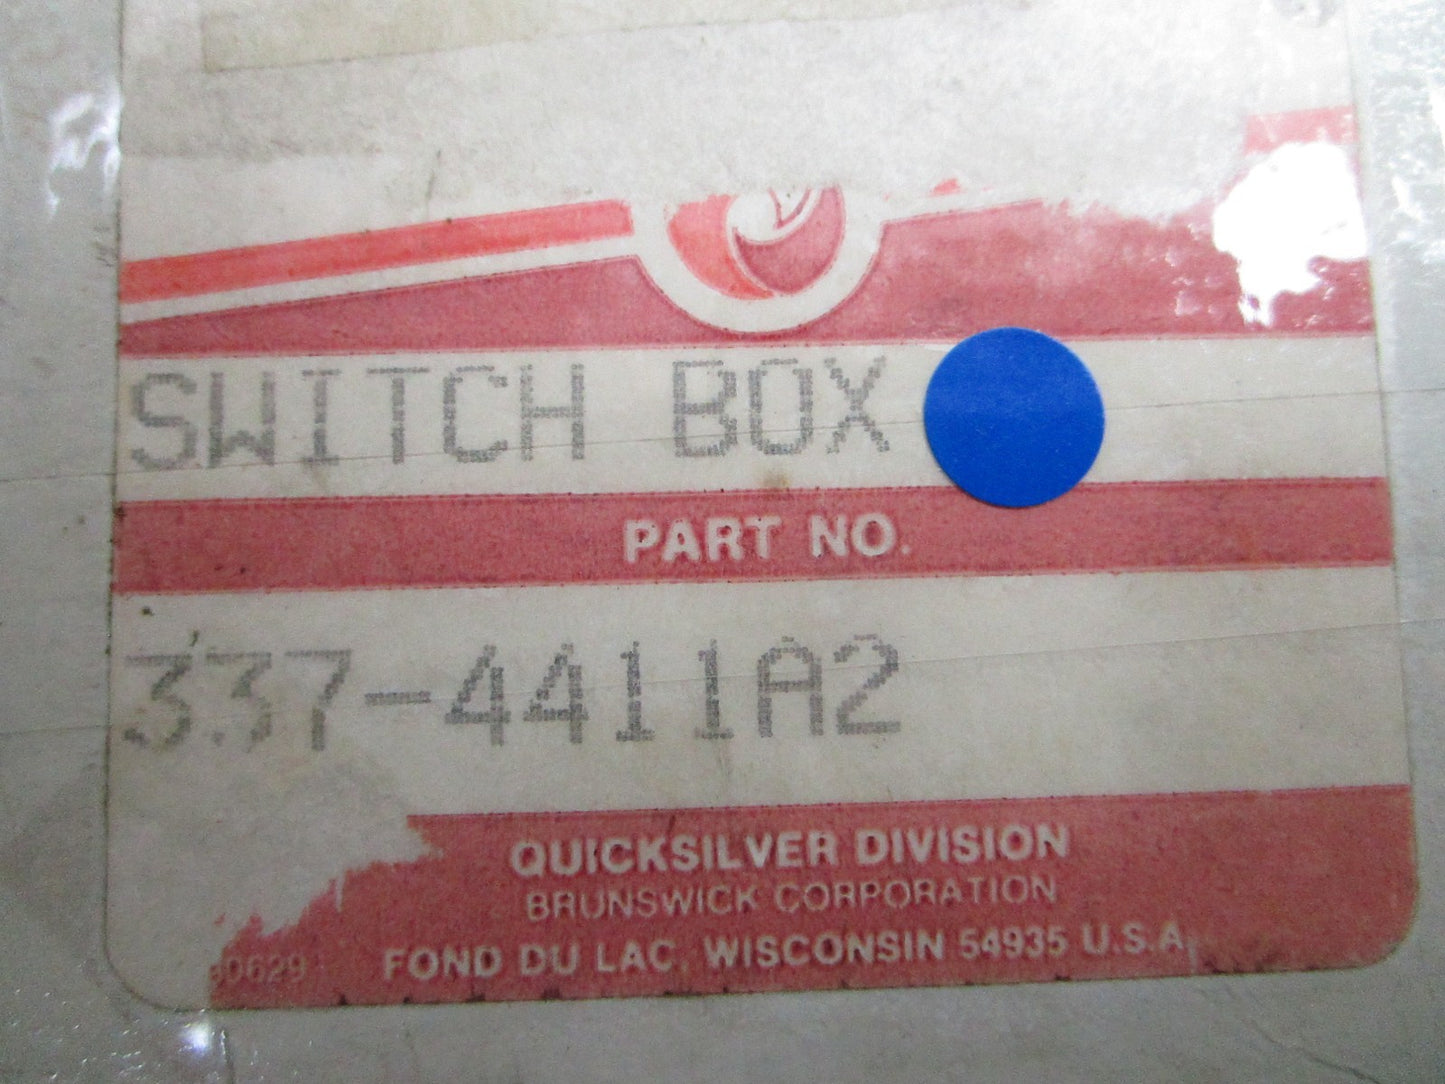 SWITCH BOX
PART NO.
337-4411A2
QUICKSILVER DIVISION
BRUNSWICK CORPORATION
FOND DU LAC, WISCONSIN 54935 U.S.A.